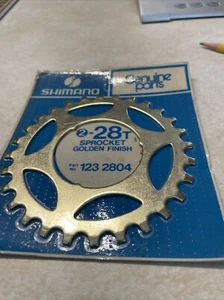 SHIMANO
Genuine
parts
2-28T
SPROCKET
GOLDEN FINISH
Part
No. 123 2804